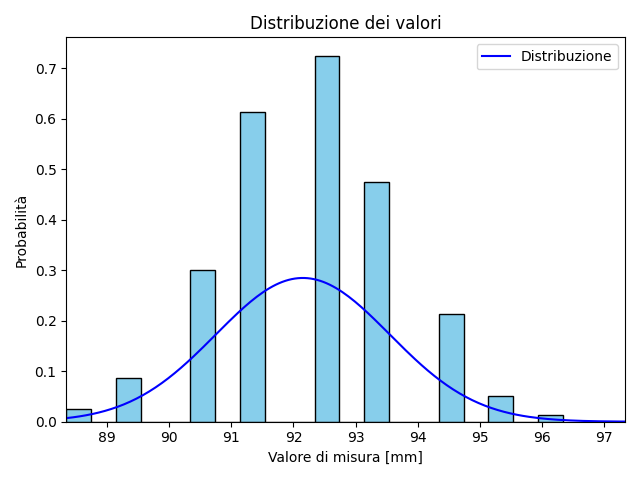 Distribuzione dei valori
Distribuzione
Probabilità
0.7
0.6
0.5
0.4
0.3
0.2
0.1
0.0
89 90 91 92 93 94 95 96 97
Valore di misura [mm]